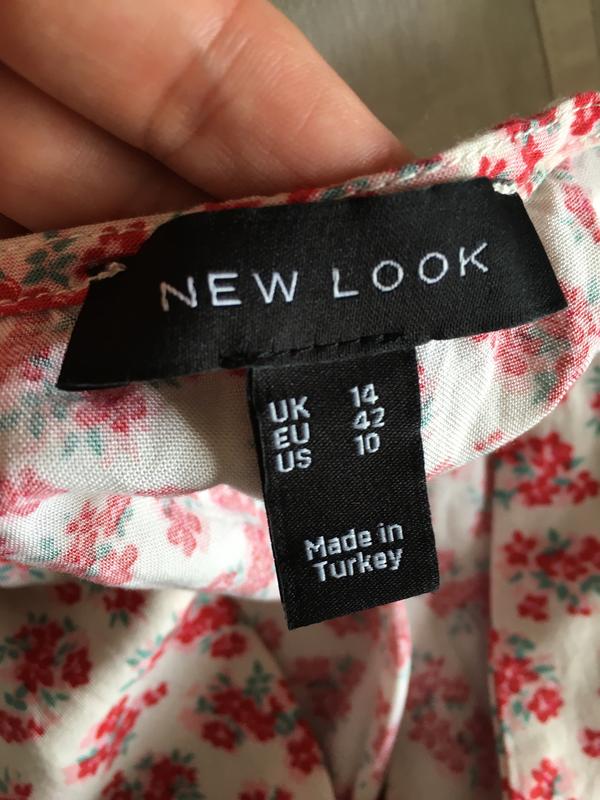 NEW LOOK
UK 14
EU 42
US 10
Made in
Turkey